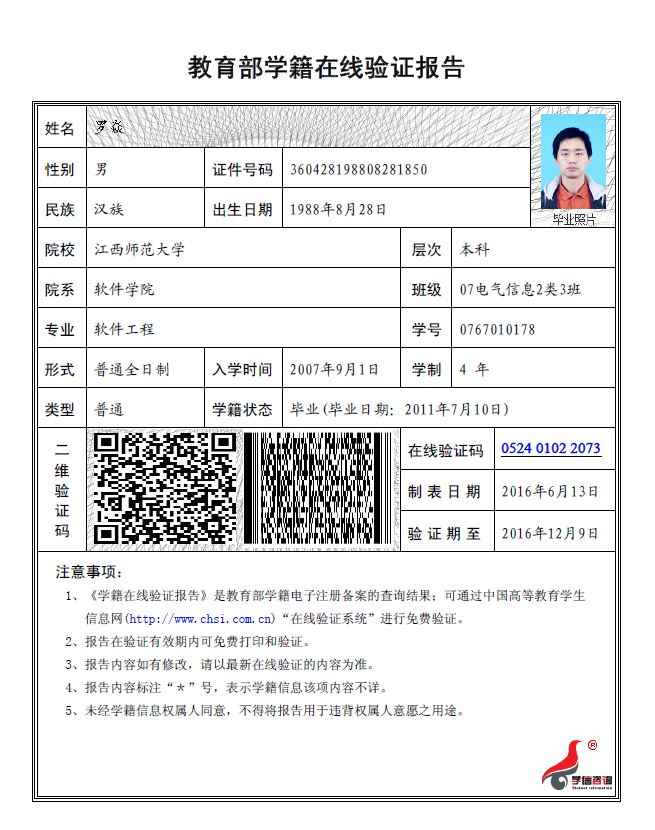 教育部学籍在线验证报告
姓名 罗焱
毕业照片
性别 男 证件号码 360428198808281850
民族 汉族 出生日期 1988年8月28日
院校 江西师范大学 层次 本科
院系 软件学院 班级 07电气信息2类3班
专业 软件工程 学号 0767010178
形式 普通全日制 入学时间 2007年9月1日 学制 4 年
类型 普通 学籍状态 毕业(毕业日期: 2011年7月10日)
二维验证码
在线验证码 0524 0102 2073
制表日期 2016年6月13日
验证期至 2016年12月9日
注意事项:
1、《学籍在线验证报告》是教育部学籍电子注册备案的查询结果;可通过中国高等教育学生
信息网(http://www.chsi.com.cn)“在线验证系统”进行免费验证。
2、报告在验证有效期内可免费打印和验证。
3、报告内容如有修改,请以最新在线验证的内容为准。
4、报告内容标注“*”号,表示学籍信息该项内容不详。
5、未经学籍信息权属人同意,不得将报告用于违背权属人意愿之用途。
®
学信咨询
Student Information